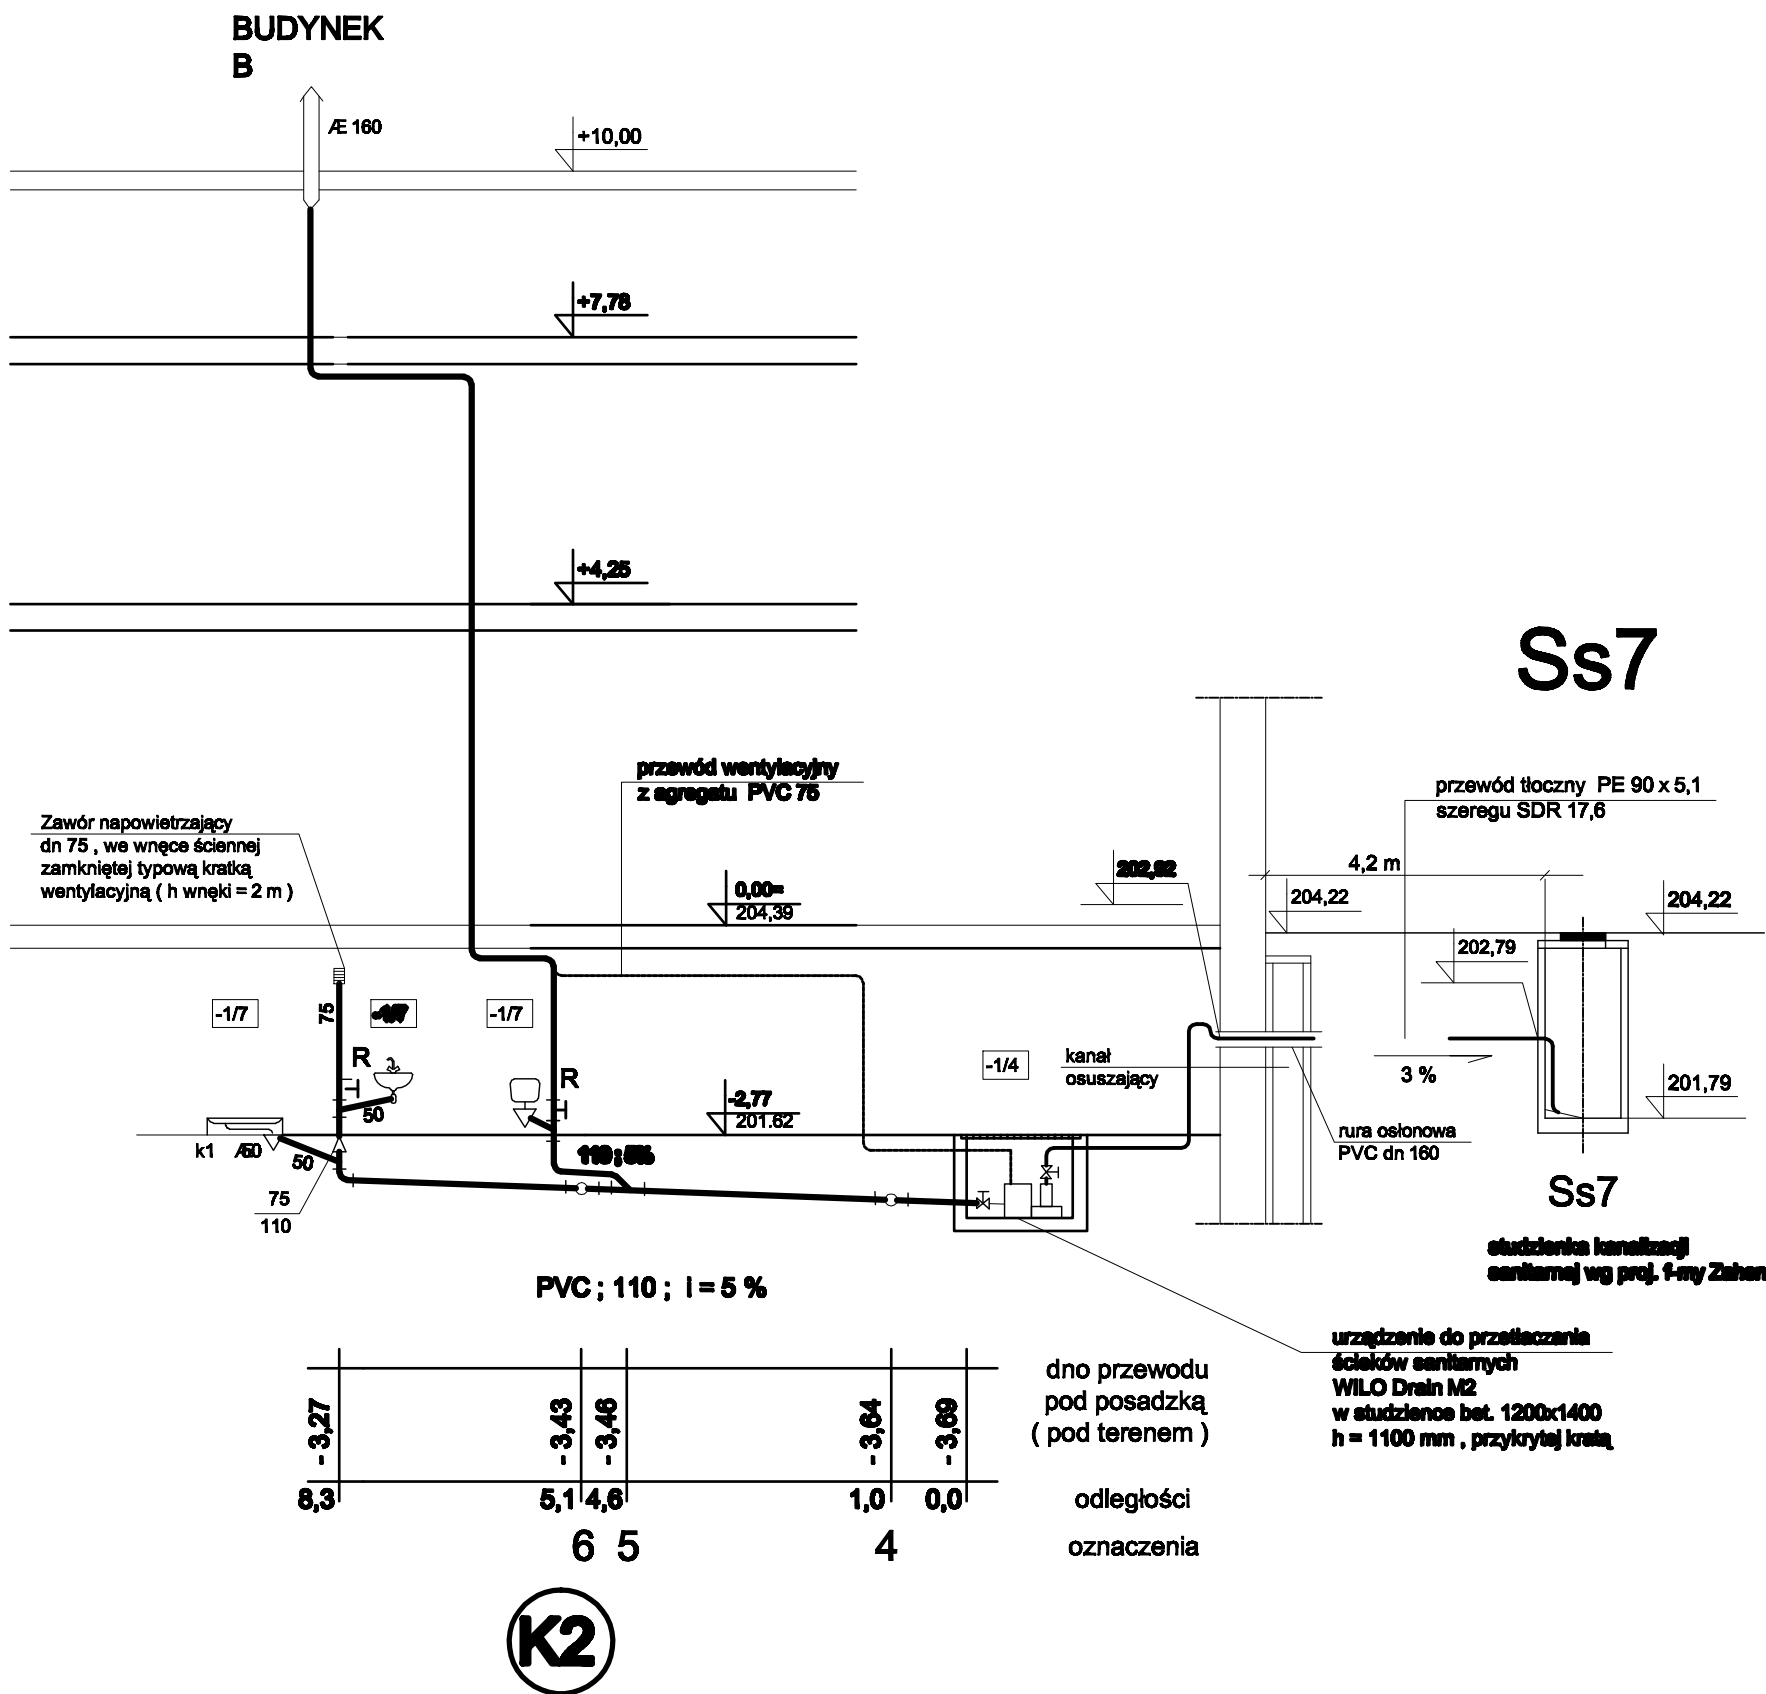 BUDYNEK
B
Æ 160
+10,00
+7,78
+4,25
Ss7
przewód wentylacyjny
z agregatu PVC 75
przewód tłoczny PE 90 x 5,1
szeregu SDR 17,6
Zawór napowietrzający
dn 75 , we wnęce ściennej
zamkniętej typową kratką
wentylacyjną ( h wnęki = 2 m )
4,2 m
202,92
0,00=
204,39
204,22
204,22
202,79
-1/7
75
-1/7
-1/7
R
R
-1/4
kanał
osuszający
3 %
201,79
50
-2,77
201.62
rura osłonowa
PVC dn 160
k1
Æ50
50
110 ; 5%
75
110
Ss7
studzienka kanalizacji
sanitarnej wg proj. f-my Zahan
PVC ; 110 ; i = 5 %
urządzenie do przetłaczania
ścieków sanitarnych
WILO Drain M2
w studzience bet. 1200x1400
h = 1100 mm , przykrytej kratą
dno przewodu
pod posadzką
( pod terenem )
- 3,27
- 3,43
- 3,46
- 3,64
- 3,69
8,3
5,1
4,6
1,0
0,0
odległości
6
5
4
oznaczenia
K2